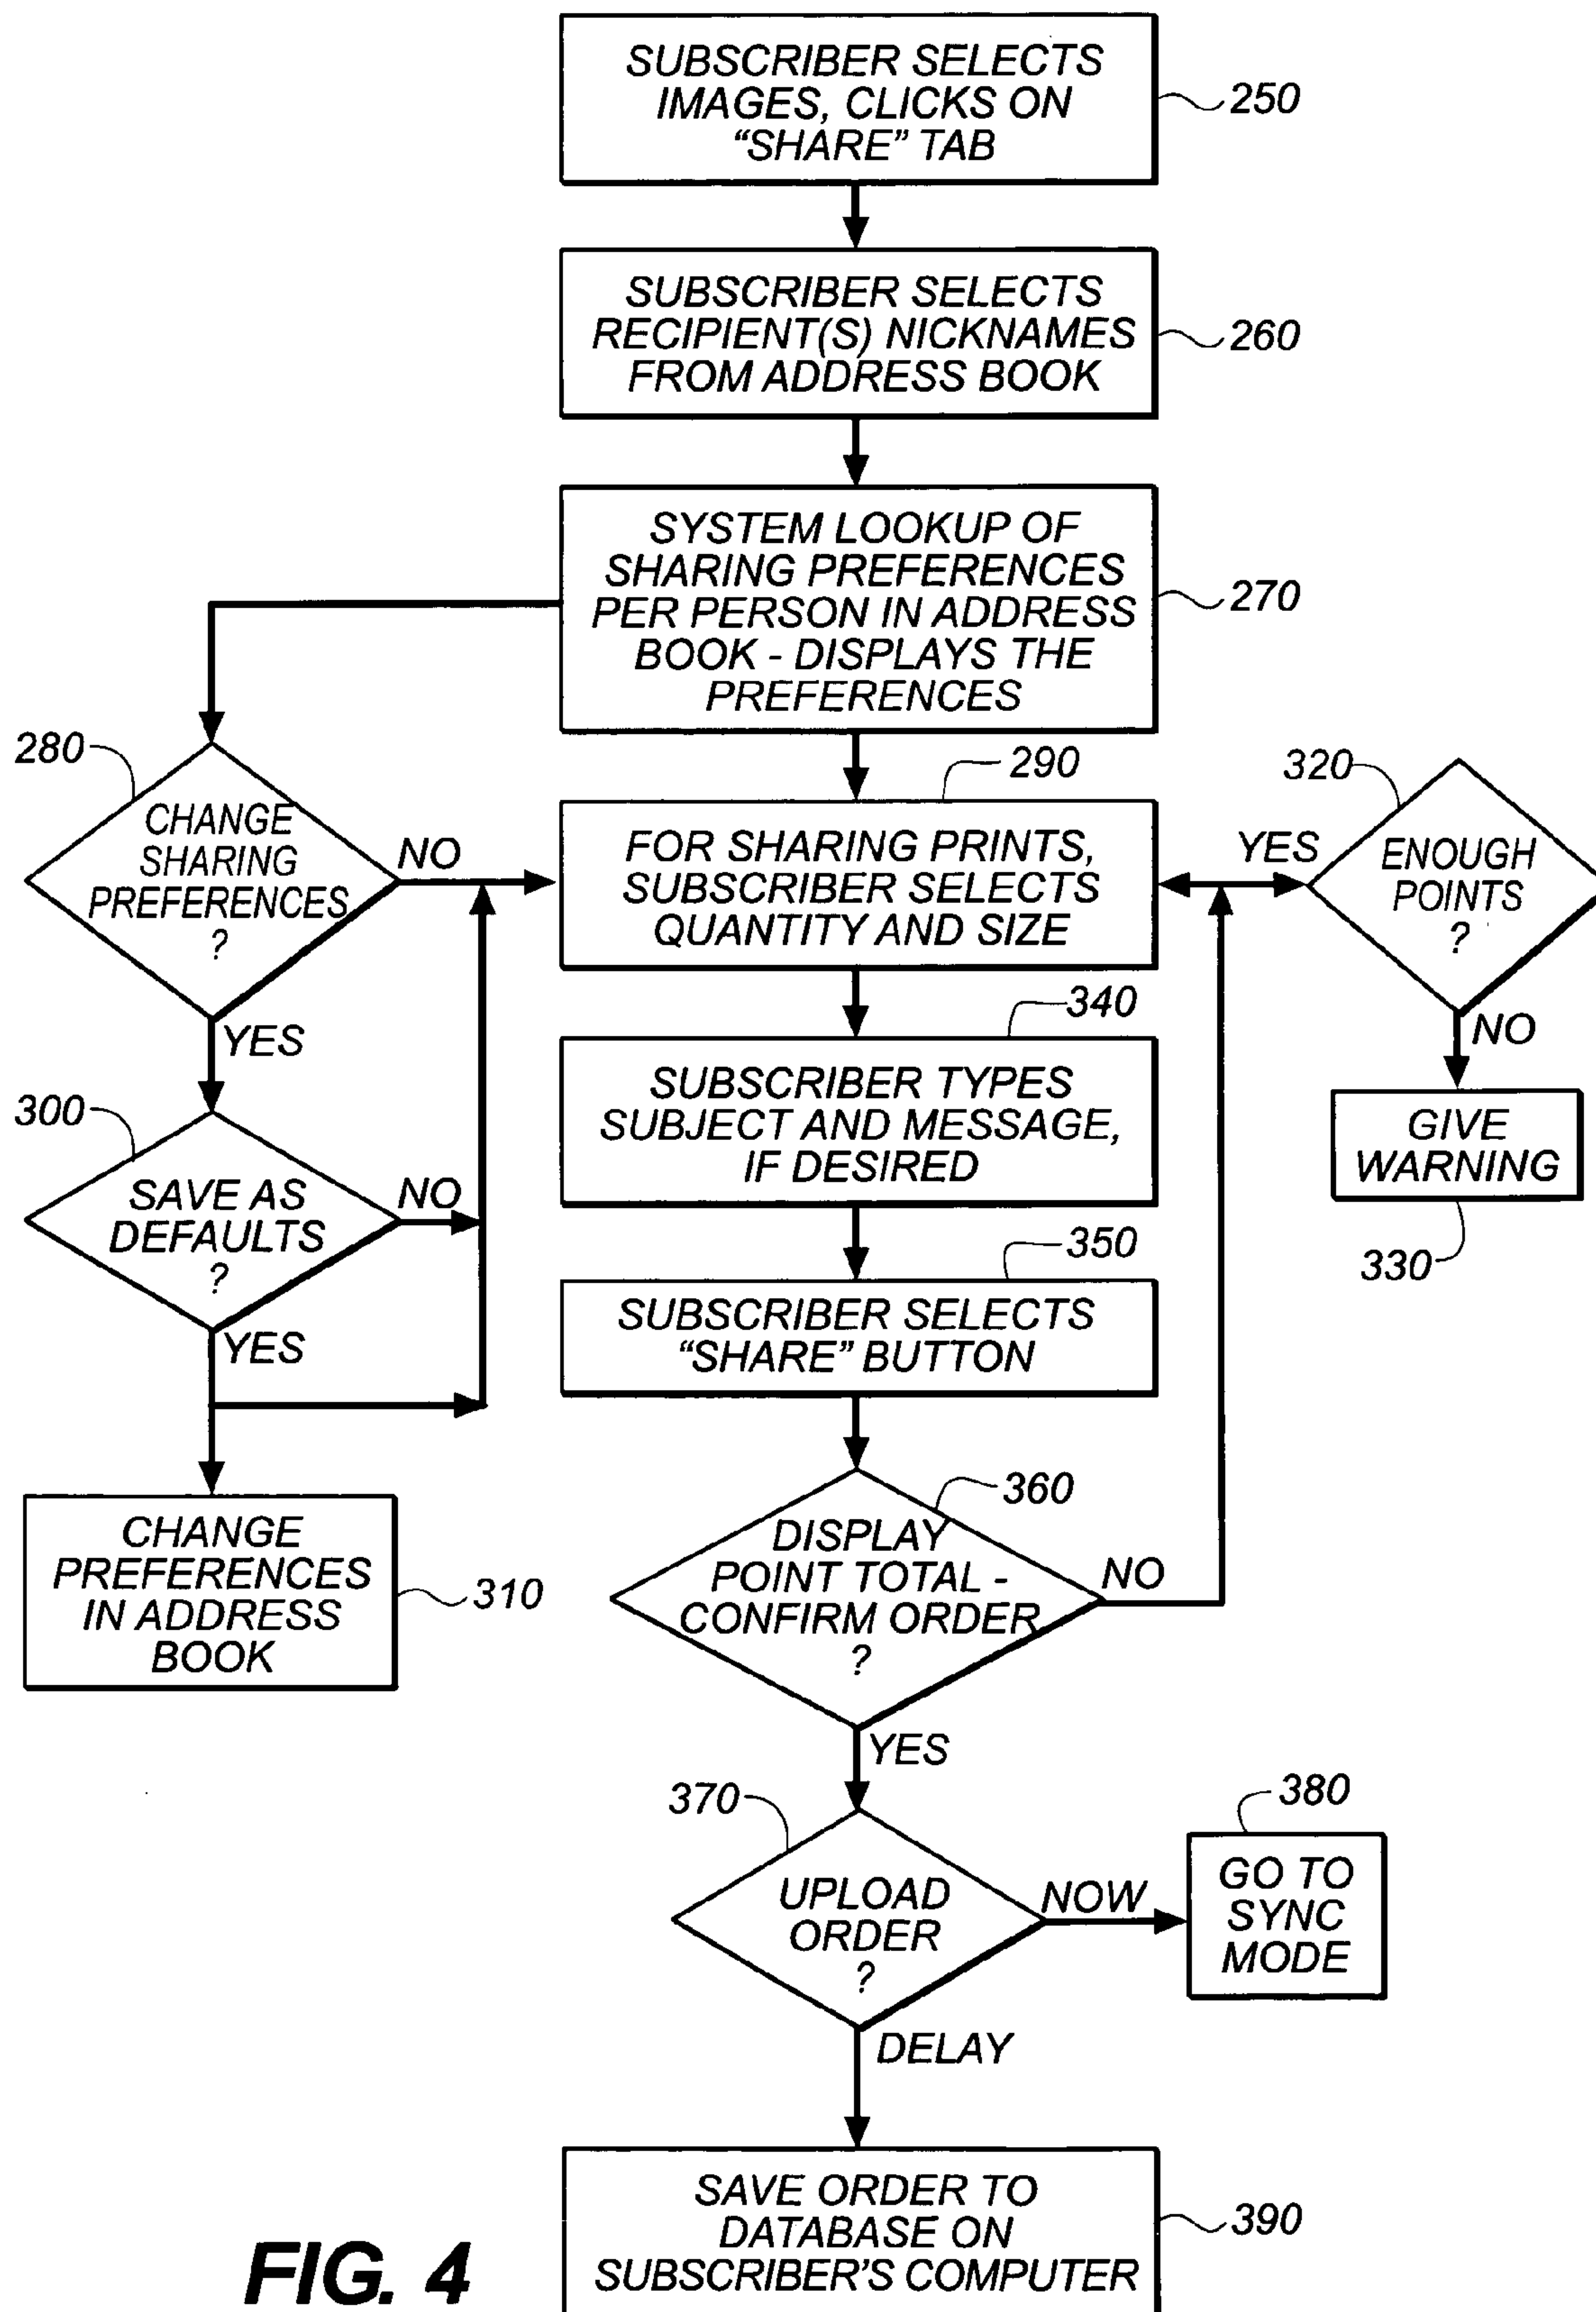 SUBSCRIBER SELECTS
IMAGES, CLICKS ON
“SHARE” TAB
250
SUBSCRIBER SELECTS
RECIPIENT(S) NICKNAMES
FROM ADDRESS BOOK
260
SYSTEM LOOKUP OF
SHARING PREFERENCES
PER PERSON IN ADDRESS
BOOK - DISPLAYS THE
PREFERENCES
270
280
CHANGE
SHARING
PREFERENCES
?
NO
YES
290
FOR SHARING PRINTS,
SUBSCRIBER SELECTS
QUANTITY AND SIZE
320
YES
ENOUGH
POINTS
?
NO
GIVE
WARNING
330
300
SAVE AS
DEFAULTS
?
NO
YES
340
SUBSCRIBER TYPES
SUBJECT AND MESSAGE,
IF DESIRED
350
SUBSCRIBER SELECTS
“SHARE” BUTTON
CHANGE
PREFERENCES
IN ADDRESS
BOOK
310
360
DISPLAY
POINT TOTAL -
CONFIRM ORDER
?
NO
YES
370
UPLOAD
ORDER
?
NOW
380
GO TO
SYNC
MODE
DELAY
SAVE ORDER TO
DATABASE ON
SUBSCRIBER'S COMPUTER
390
FIG. 4